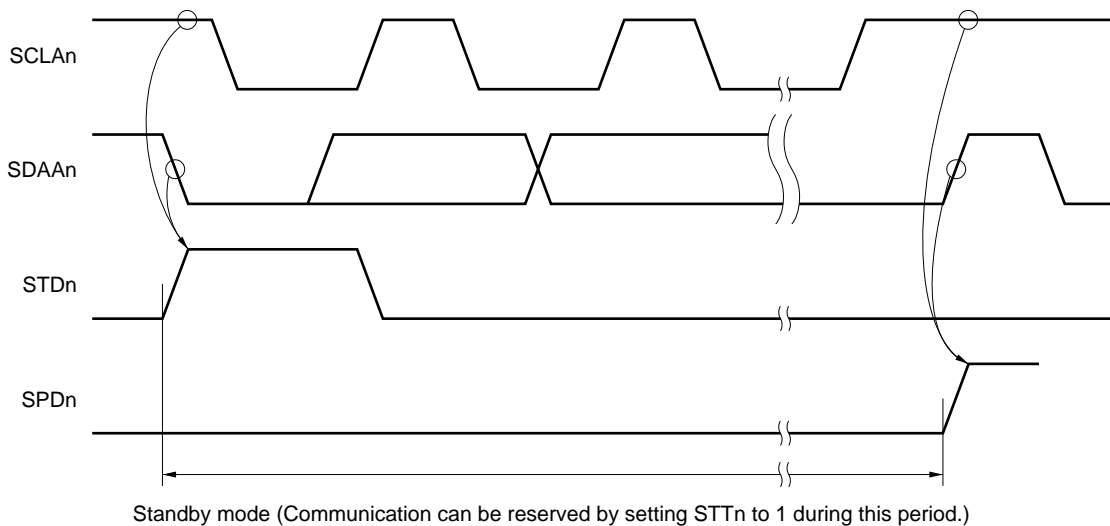 SCLAn
SDAAn
STDn
SPDn
Standby mode (Communication can be reserved by setting STTn to 1 during this period.)